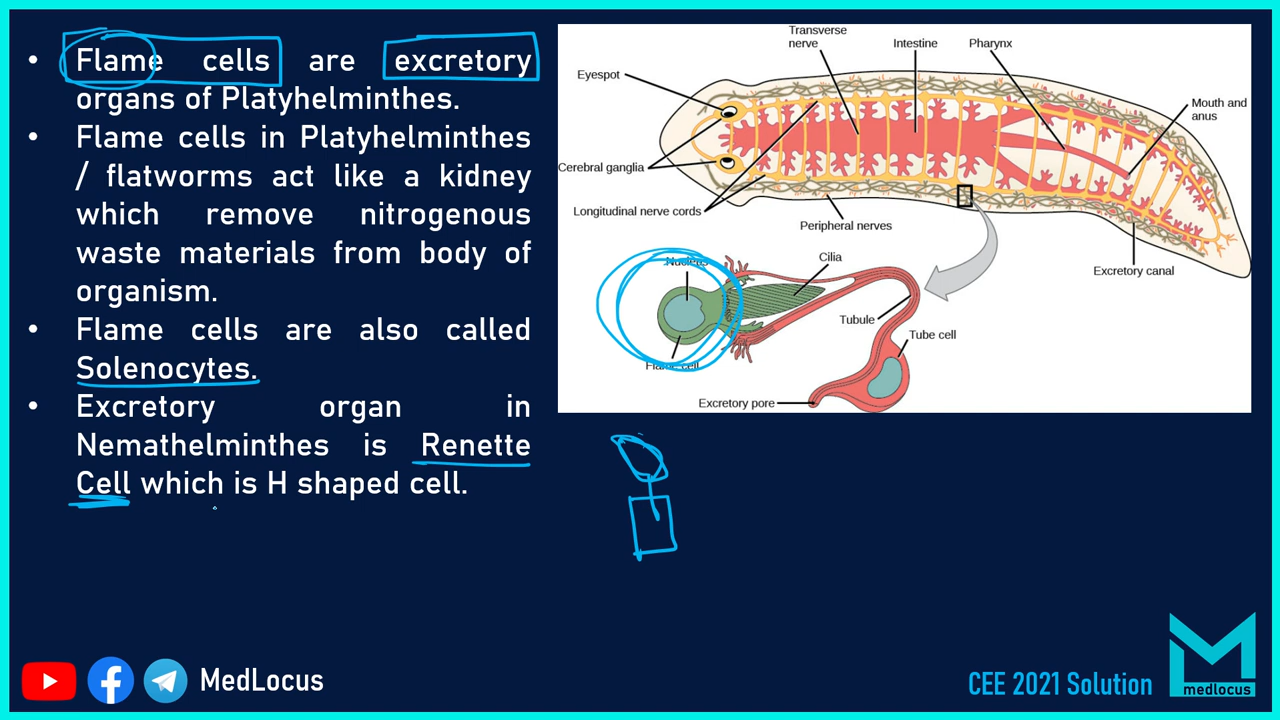 • Flame cells are excretory
organs of Platyhelminthes.
• Flame cells in Platyhelminthes
/ flatworms act like a kidney
which remove nitrogenous
waste materials from body of
organism.
• Flame cells are also called
Solenocytes.
• Excretory organ in
Nemathelminthes is Renette
Cell which is H shaped cell.
Transverse
nerve
Intestine
Pharynx
Eyespot
Mouth and
anus
Cerebral ganglia
Longitudinal nerve cords
Peripheral nerves
Excretory canal
Nucleus
Cilia
Tubule
Tube cell
Flame cell
Excretory pore
MedLocus
CEE 2021 Solution
medlocus